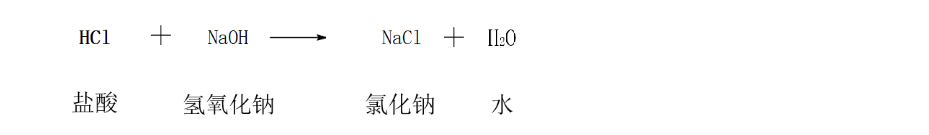 HCl + NaOH → NaCl + H₂O
盐酸 氢氧化钠 氯化钠 水